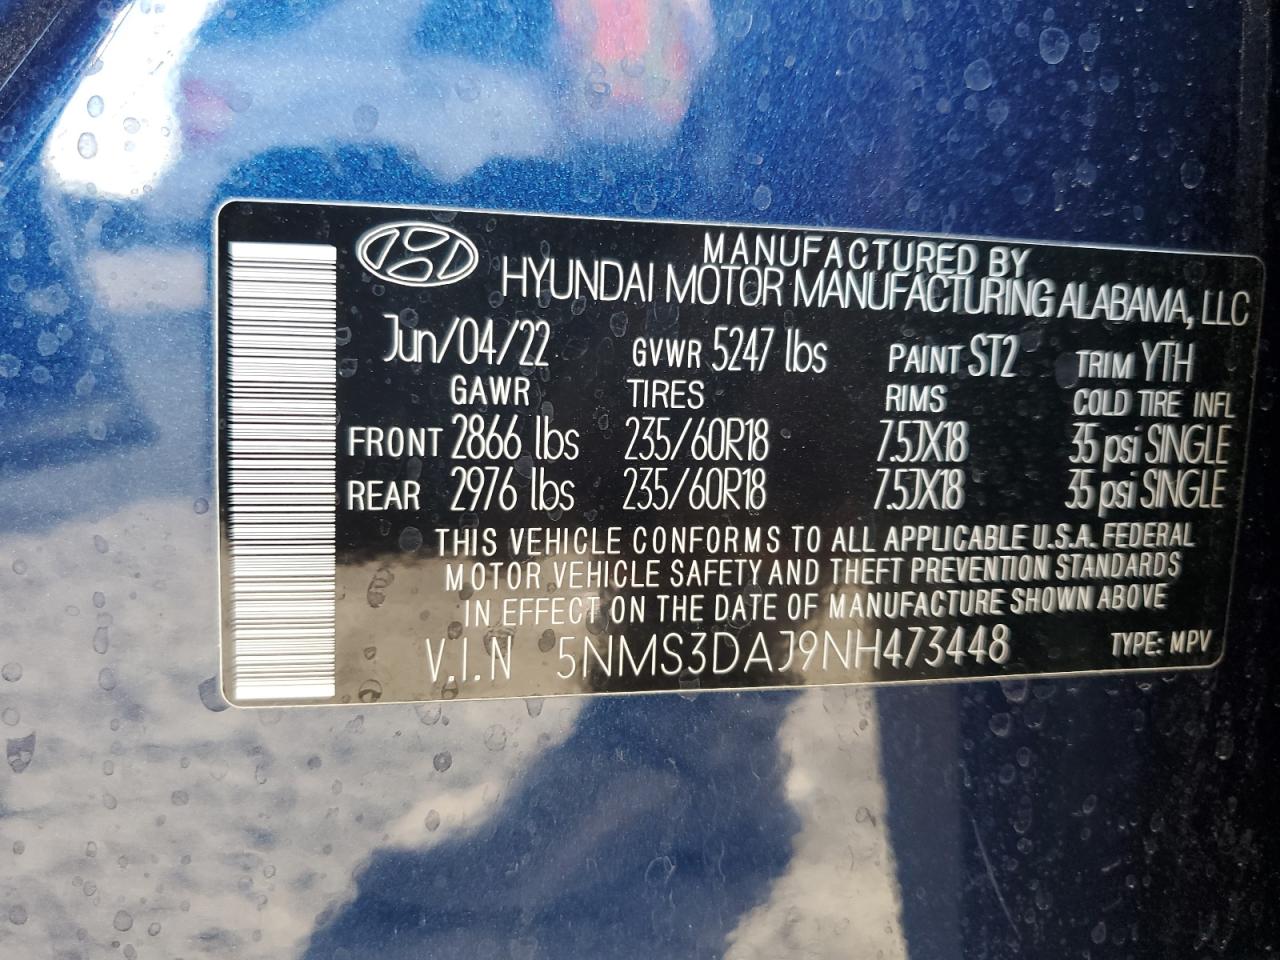 MANUFACTURED BY
HYUNDAI MOTOR MANUFACTURING ALABAMA, LLC
Jun/04/22 GVWR 5247 lbs PAINT ST2 TRIM YTH
GAWR TIRES RIMS COLD TIRE INFL
FRONT 2866 lbs 235/60R18 7.5JX18 35 psi SINGLE
REAR 2976 lbs 235/60R18 7.5JX18 35 psi SINGLE
THIS VEHICLE CONFORMS TO ALL APPLICABLE U.S.A. FEDERAL
MOTOR VEHICLE SAFETY AND THEFT PREVENTION STANDARDS
IN EFFECT ON THE DATE OF MANUFACTURE SHOWN ABOVE
V.I.N 5NMS3DAJ9NH473448 TYPE: MPV